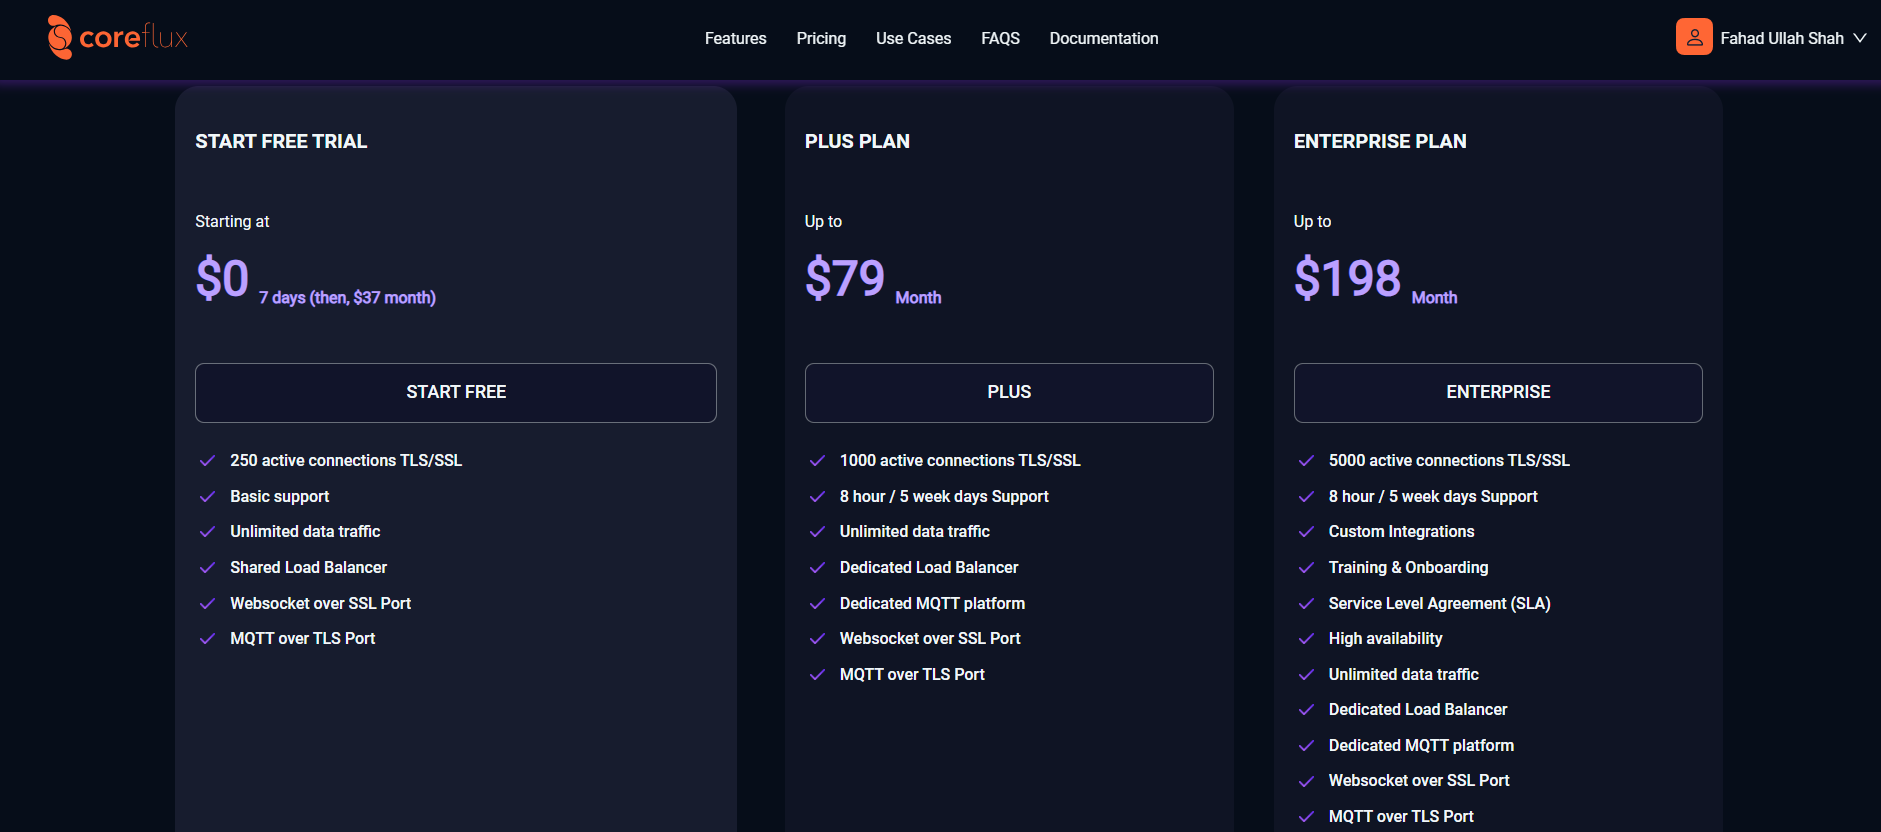 coreflux
Features
Pricing
Use Cases
FAQS
Documentation
Fahad Ullah Shah
START FREE TRIAL
Starting at
$0 7 days (then, $37 month)
START FREE
250 active connections TLS/SSL
Basic support
Unlimited data traffic
Shared Load Balancer
Websocket over SSL Port
MQTT over TLS Port
PLUS PLAN
Up to
$79 Month
PLUS
1000 active connections TLS/SSL
8 hour / 5 week days Support
Unlimited data traffic
Dedicated Load Balancer
Dedicated MQTT platform
Websocket over SSL Port
MQTT over TLS Port
ENTERPRISE PLAN
Up to
$198 Month
ENTERPRISE
5000 active connections TLS/SSL
8 hour / 5 week days Support
Custom Integrations
Training & Onboarding
Service Level Agreement (SLA)
High availability
Unlimited data traffic
Dedicated Load Balancer
Dedicated MQTT platform
Websocket over SSL Port
MQTT over TLS Port